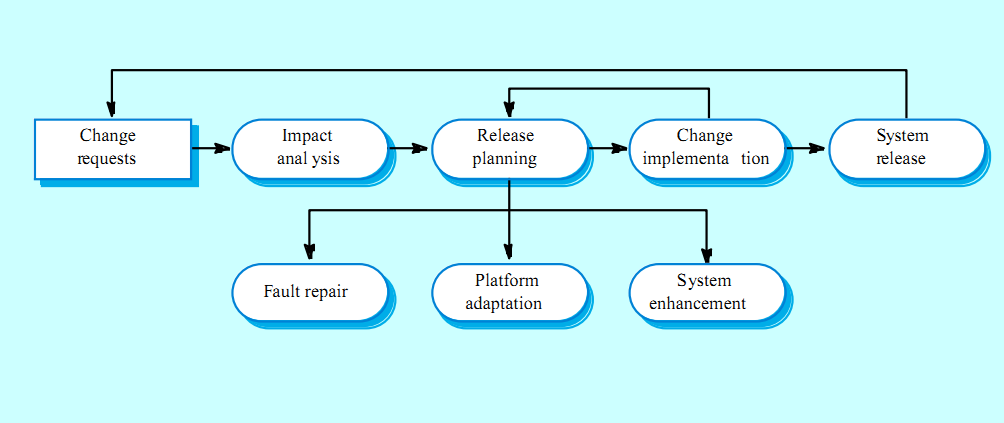 Change
requests
Impact
anal ysis
Release
planning
Change
implementa tion
System
release
Fault repair
Platform
adaptation
System
enhancement